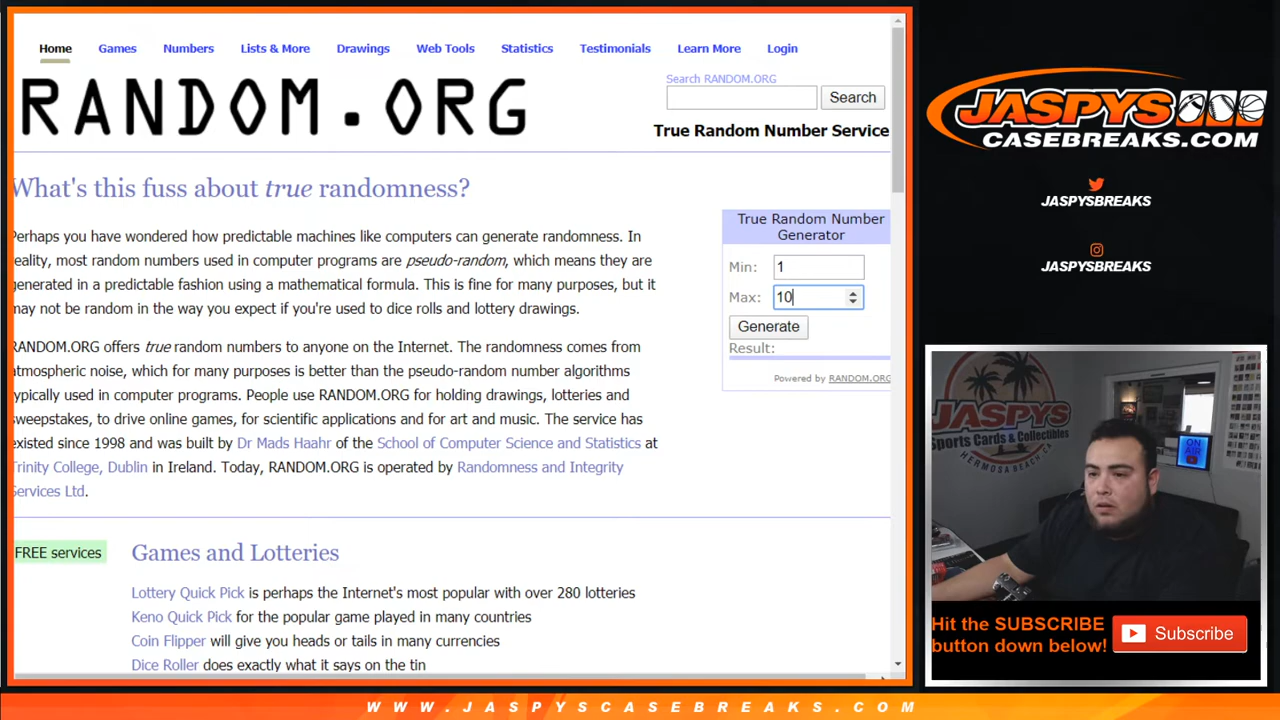 Home Games Numbers Lists & More Drawings Web Tools Statistics Testimonials Learn More Login
RANDOM.ORG
Search RANDOM.ORG
Search
True Random Number Service
What's this fuss about true randomness?
Perhaps you have wondered how predictable machines like computers can generate randomness. In
reality, most random numbers used in computer programs are pseudo-random, which means they are
generated in a predictable fashion using a mathematical formula. This is fine for many purposes, but it
may not be random in the way you expect if you're used to dice rolls and lottery drawings.
RANDOM.ORG offers true random numbers to anyone on the Internet. The randomness comes from
atmospheric noise, which for many purposes is better than the pseudo-random number algorithms
typically used in computer programs. People use RANDOM.ORG for holding drawings, lotteries and
sweepstakes, to drive online games, for scientific applications and for art and music. The service has
existed since 1998 and was built by Dr Mads Haahr of the School of Computer Science and Statistics at
Trinity College, Dublin in Ireland. Today, RANDOM.ORG is operated by Randomness and Integrity
Services Ltd.
True Random Number
Generator
Min: 1
Max: 10
Generate
Result:
Powered by RANDOM.ORG
FREE services
Games and Lotteries
Lottery Quick Pick is perhaps the Internet's most popular with over 280 lotteries
Keno Quick Pick for the popular game played in many countries
Coin Flipper will give you heads or tails in many currencies
Dice Roller does exactly what it says on the tin
JASPYS
CASEBREAKS.COM
JASPYSBREAKS
JASPYSBREAKS
JASPYS
Sports Cards & Collectibles
HERMOSA BEACH, CA
ON
AIR
Hit the SUBSCRIBE
button down below!
Subscribe
WWW.JASPYSCASEBREAKS.COM